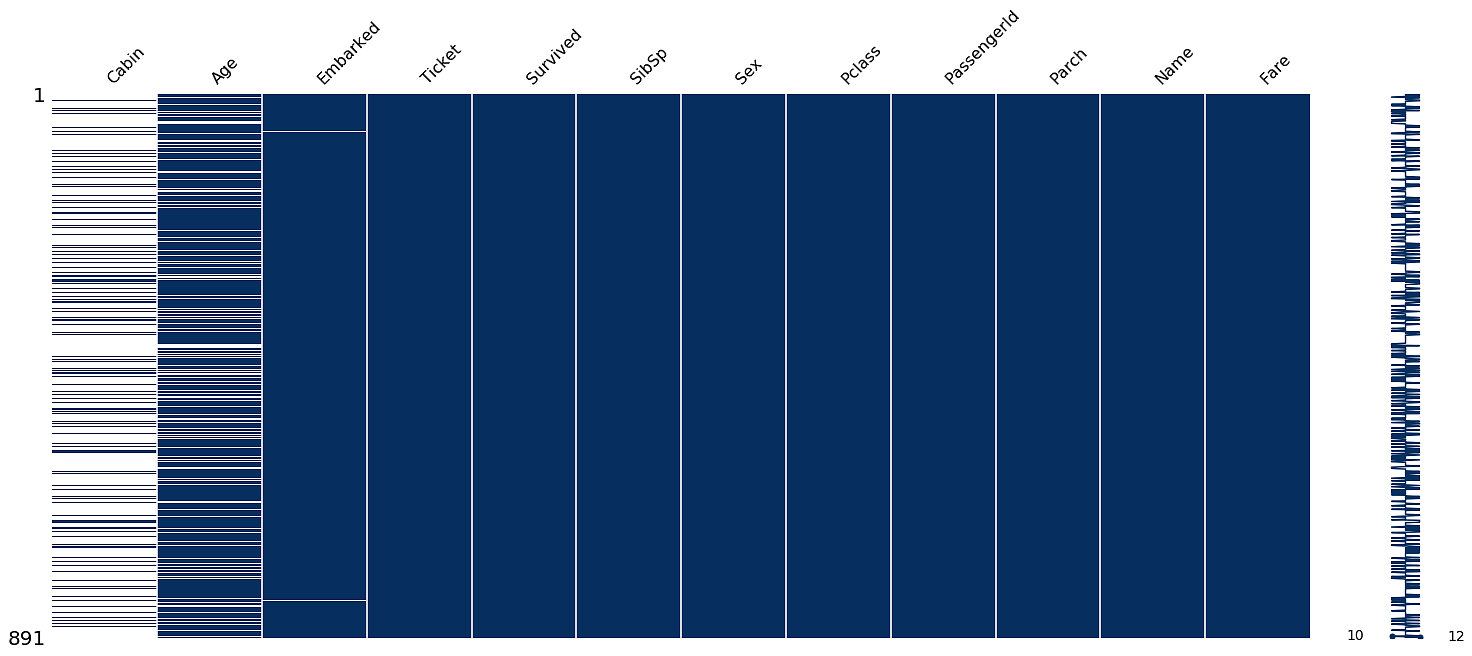 Cabin
Age
Embarked
Ticket
Survived
SibSp
Sex
Pclass
PassengerId
Parch
Name
Fare
1
891
10
12